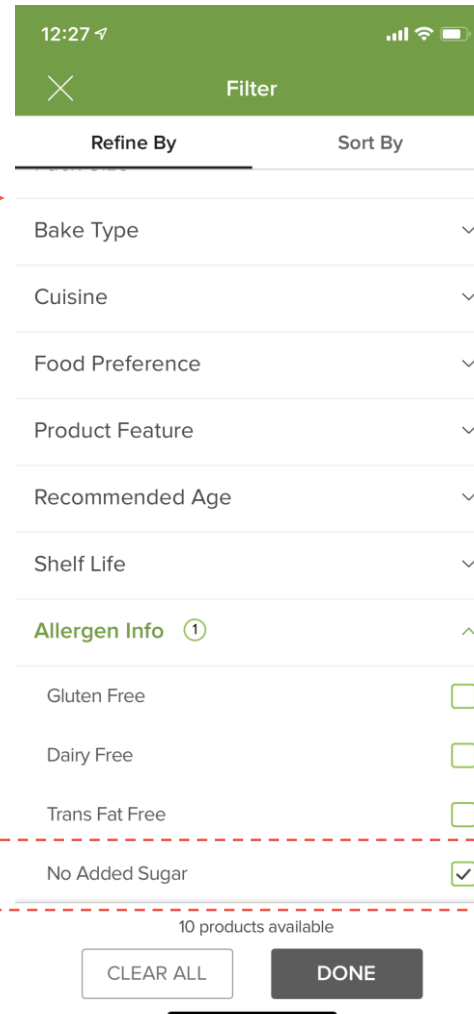 12:27
Filter
Refine By Sort By
Bake Type
Cuisine
Food Preference
Product Feature
Recommended Age
Shelf Life
Allergen Info 1
Gluten Free
Dairy Free
Trans Fat Free
No Added Sugar
10 products available
CLEAR ALL DONE